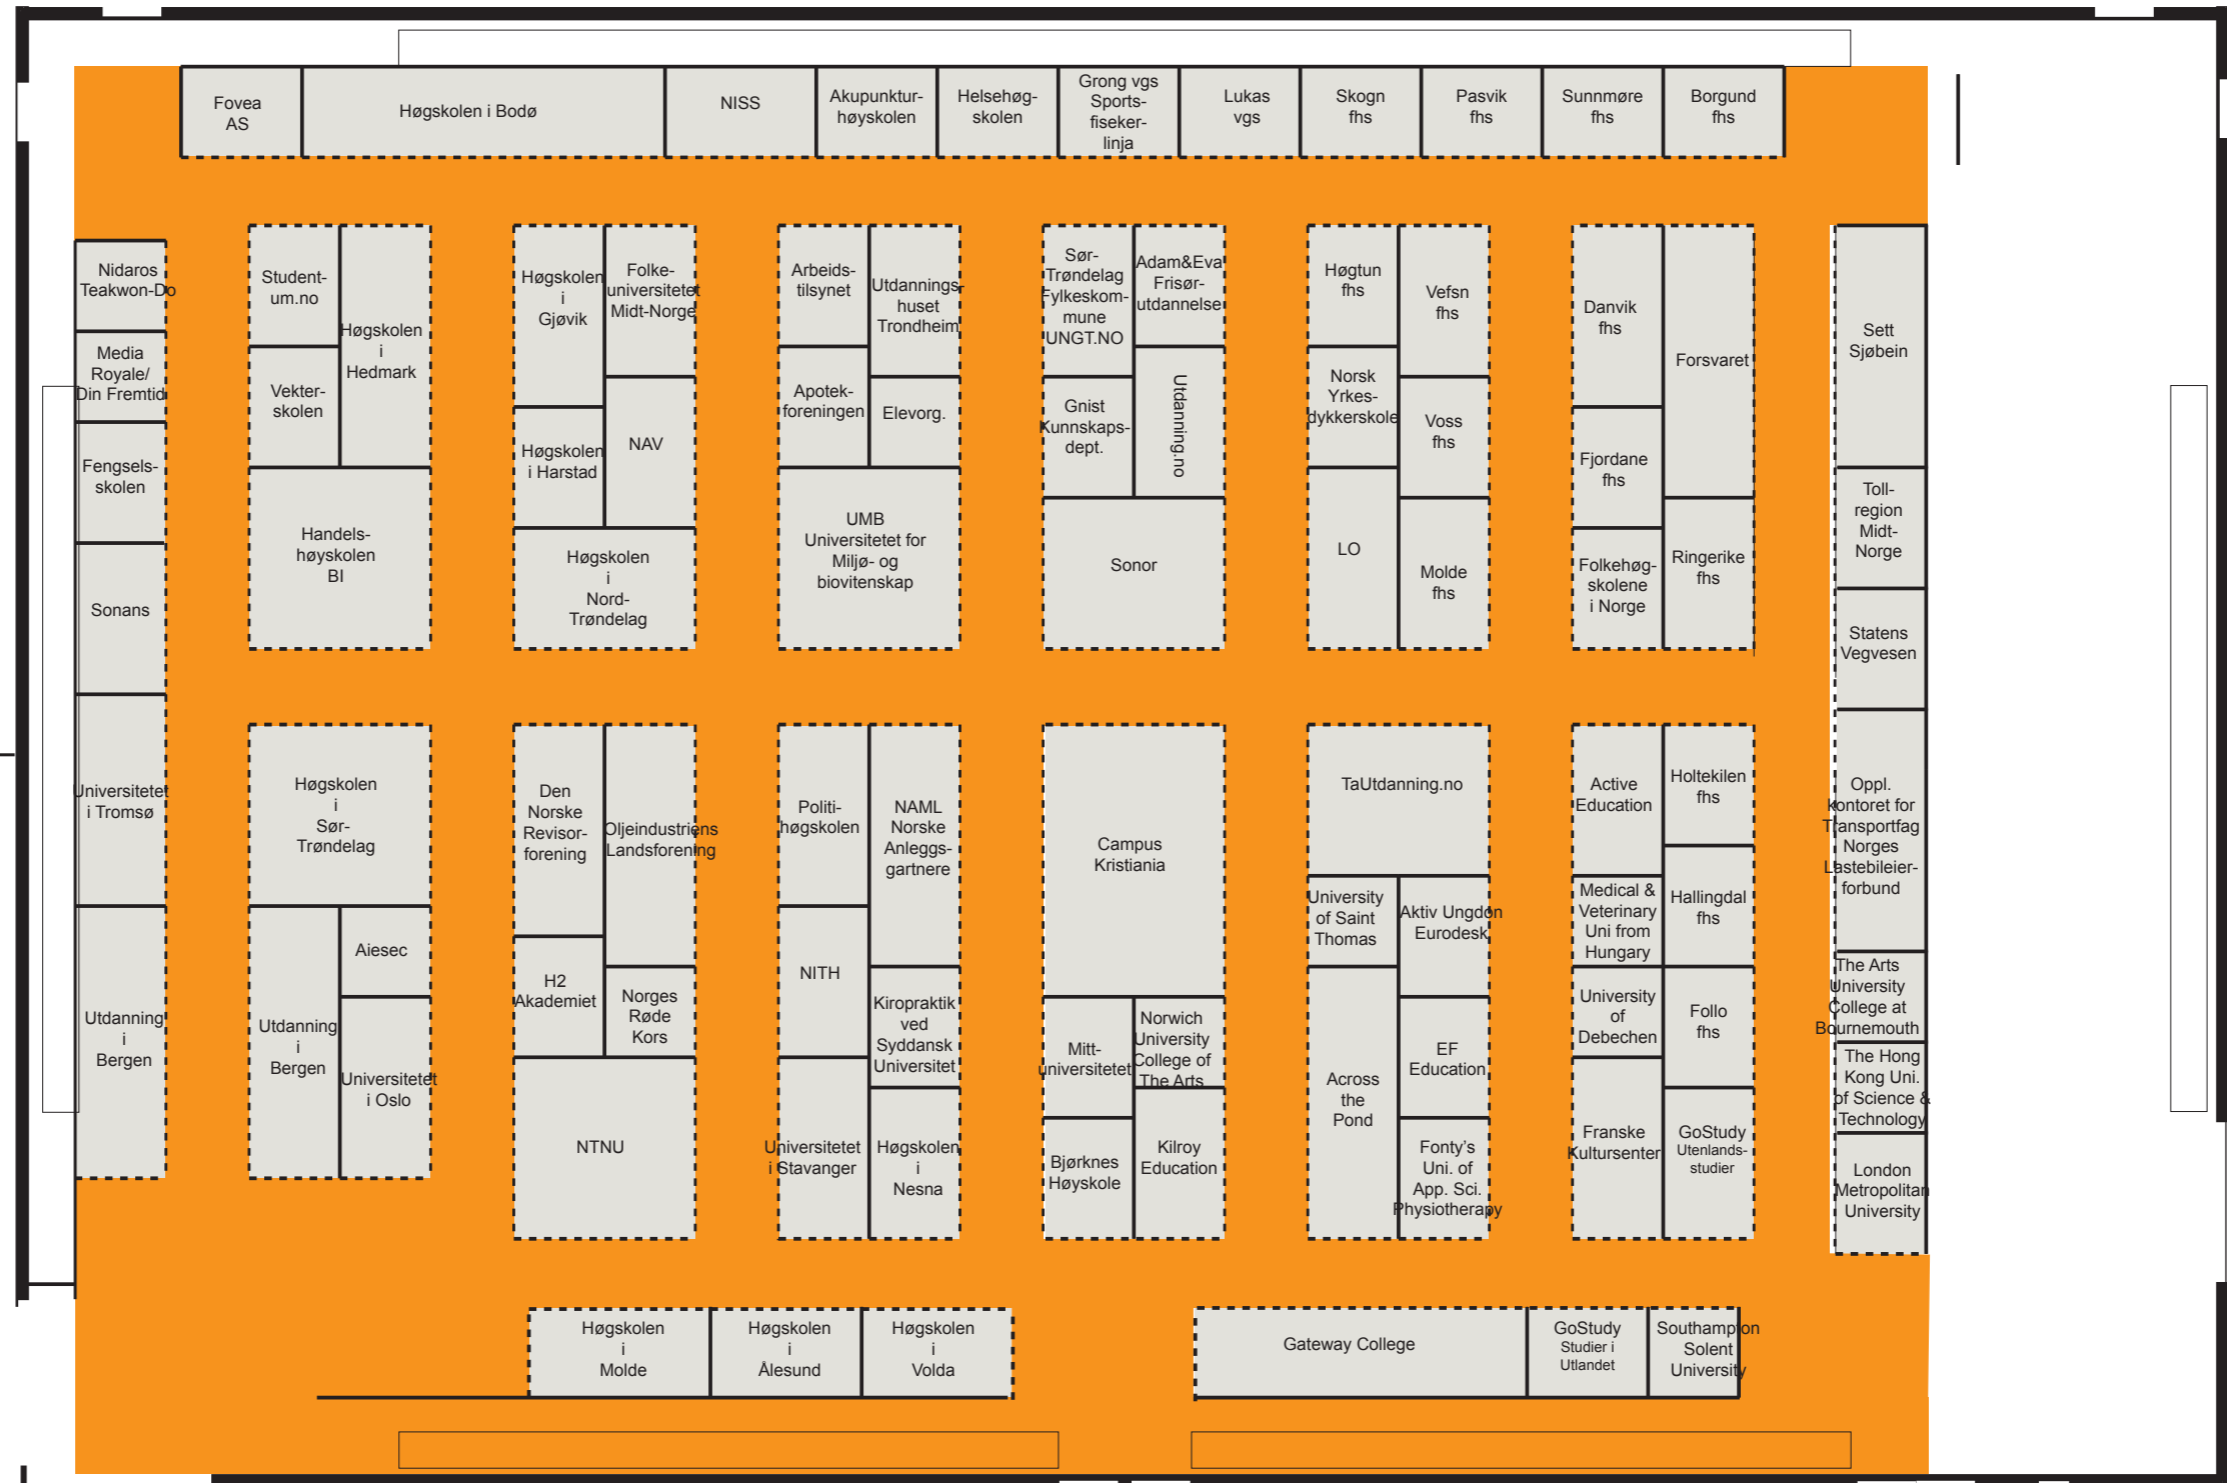 Fovea
AS
Høgskolen i Bodø
NISS
Akupunktur-
høyskolen
Helsehøg-
skolen
Grong vgs
Sports-
fiseker-
linja
Lukas
vgs
Skogn
fhs
Pasvik
fhs
Sunnmøre
fhs
Borgund
fhs
Nidaros
Teakwon-Do
Media
Royale/
Din Fremtid
Fengsels-
skolen
Sonans
Universitetet
i Tromsø
Utdanning
i
Bergen
Student-
um.no
Høgskolen
i
Hedmark
Vekter-
skolen
Handels-
høyskolen
BI
Høgskolen
i
Gjøvik
Folke-
universitetet
Midt-Norge
Høgskolen
i Harstad
NAV
Høgskolen
i
Nord-
Trøndelag
Arbeids-
tilsynet
Utdannings-
huset
Trondheim
Apotek-
foreningen
Elevorg.
UMB
Universitetet for
Miljø- og
biovitenskap
Sør-
Trøndelag
Fylkeskom-
mune
UNGT.NO
Adam&Eva
Frisør-
utdannelse
Gnist
Kunnskaps-
dept.
Utdanning.no
Sonor
Høgtun
fhs
Vefsn
fhs
Norsk
Yrkes-
dykkerskole
Voss
fhs
LO
Molde
fhs
Danvik
fhs
Forsvaret
Fjordane
fhs
Folkehøg-
skolene
i Norge
Ringerike
fhs
Sett
Sjøbein
Toll-
region
Midt-
Norge
Statens
Vegvesen
Oppl.
kontoret for
Transportfag
Norges
Lastebileier-
forbund
The Arts
University
College at
Bournemouth
The Hong
Kong Uni.
of Science &
Technology
London
Metropolitan
University
Høgskolen
i
Sør-
Trøndelag
Utdanning
i
Bergen
Aiesec
Universitetet
i Oslo
Den
Norske
Revisor-
forening
Oljeindustriens
Landsforening
H2
Akademiet
Norges
Røde
Kors
NTNU
Politi-
høgskolen
NAML
Norske
Anleggs-
gartnere
NITH
Kiropraktik
ved
Syddansk
Universitet
Universitetet
i Stavanger
Høgskolen
i
Nesna
Campus
Kristiania
Mitt-
universitetet
Norwich
University
College of
The Arts
Bjørknes
Høyskole
Kilroy
Education
TaUtdanning.no
University
of Saint
Thomas
Aktiv Ungdon
Eurodesk
Across
the
Pond
EF
Education
Fonty's
Uni. of
App. Sci.
Physiotherapy
Active
Education
Holtekilen
fhs
Medical &
Veterinary
Uni from
Hungary
Hallingdal
fhs
University
of
Debechen
Follo
fhs
Franske
Kultursenter
GoStudy
Utenlands-
studier
Høgskolen
i
Molde
Høgskolen
i
Ålesund
Høgskolen
i
Volda
Gateway College
GoStudy
Studier i
Utlandet
Southampton
Solent
University